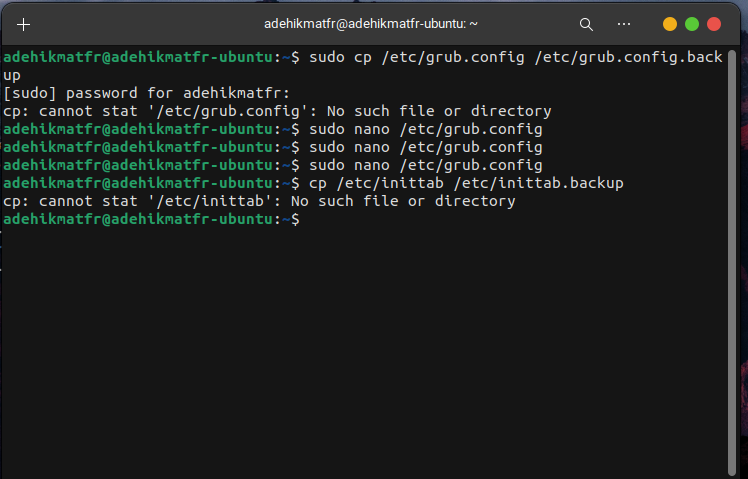 adehikmatfr@adehikmatfr-ubuntu: ~
adehikmatfr@adehikmatfr-ubuntu:~$ sudo cp /etc/grub.config /etc/grub.config.back
up
[sudo] password for adehikmatfr:
cp: cannot stat '/etc/grub.config': No such file or directory
adehikmatfr@adehikmatfr-ubuntu:~$ sudo nano /etc/grub.config
adehikmatfr@adehikmatfr-ubuntu:~$ sudo nano /etc/grub.config
adehikmatfr@adehikmatfr-ubuntu:~$ sudo nano /etc/grub.config
adehikmatfr@adehikmatfr-ubuntu:~$ cp /etc/inittab /etc/inittab.backup
cp: cannot stat '/etc/inittab': No such file or directory
adehikmatfr@adehikmatfr-ubuntu:~$